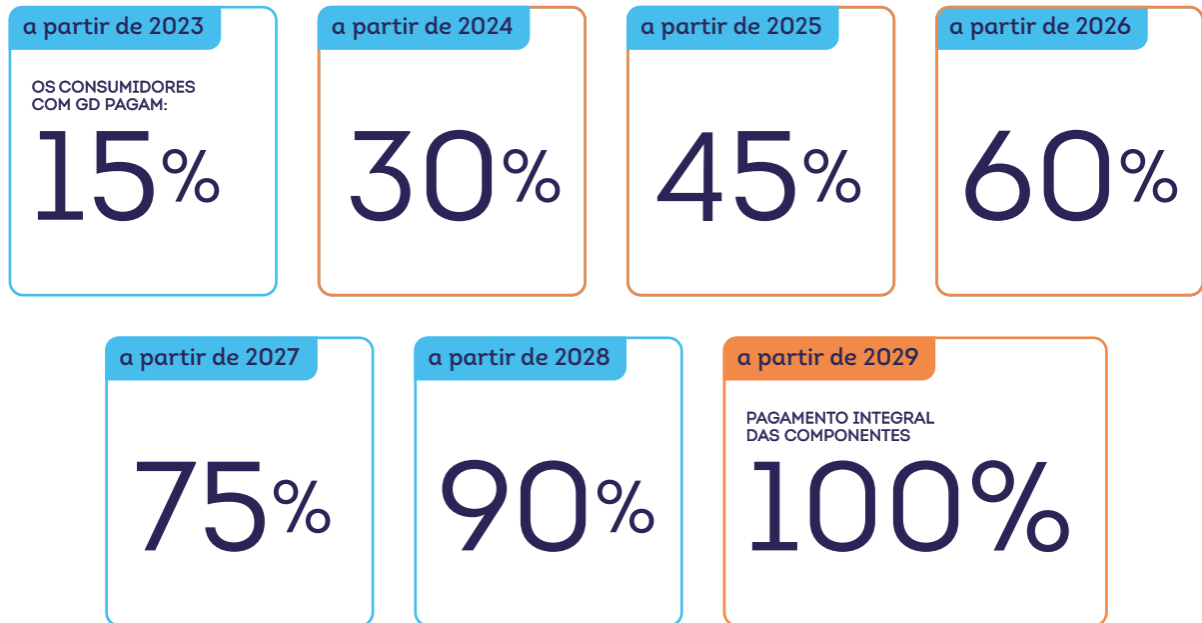 a partir de 2023
OS CONSUMIDORES
COM GD PAGAM:
15%
a partir de 2024
30%
a partir de 2025
45%
a partir de 2026
60%
a partir de 2027
75%
a partir de 2028
90%
a partir de 2029
PAGAMENTO INTEGRAL
DAS COMPONENTES
100%